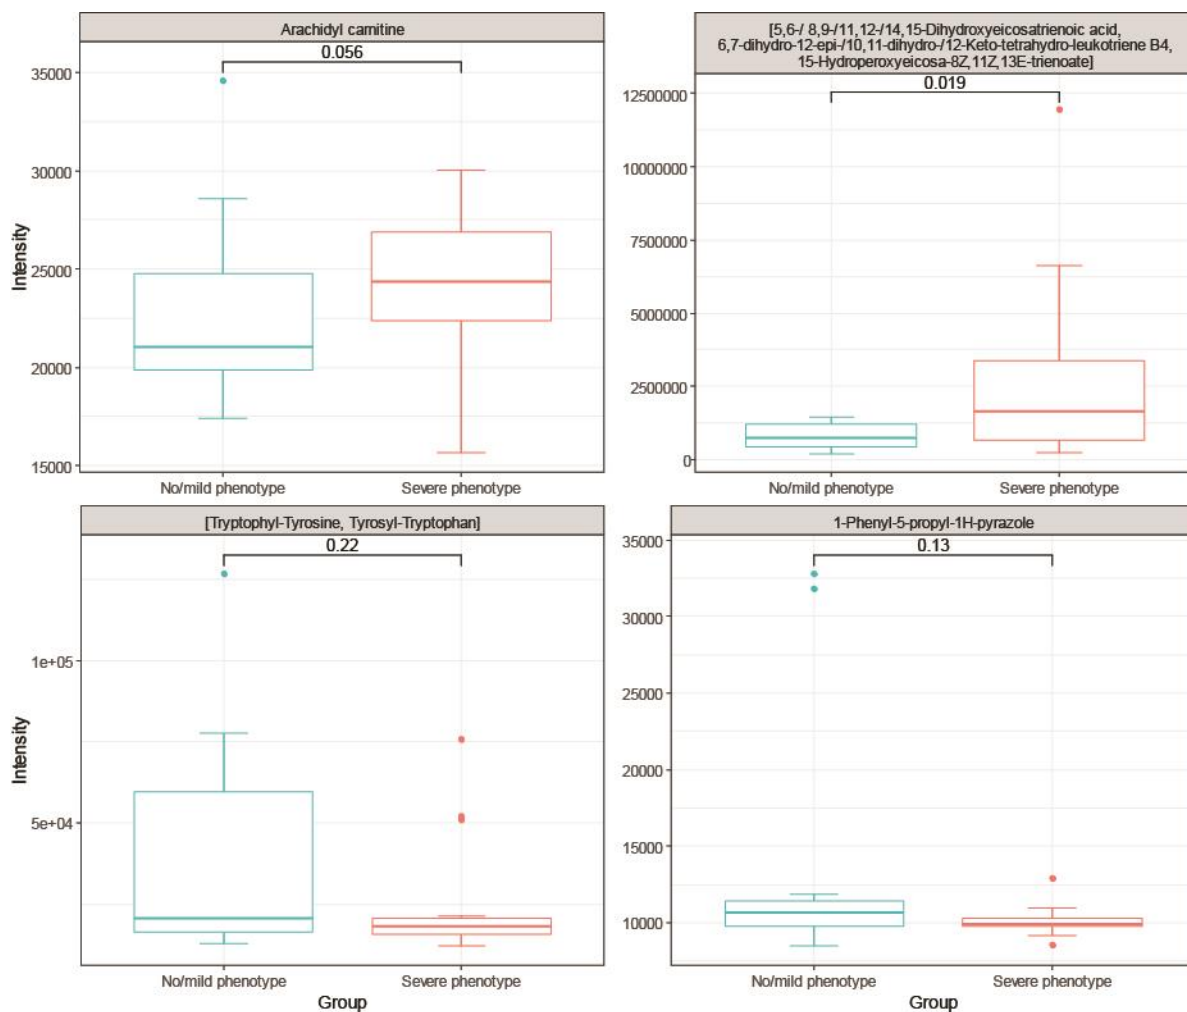 Arachidyl carnitine
0.056
35000
30000
25000
20000
15000
Intensity
No/mild phenotype
Severe phenotype
[5,6-/ 8,9-/11,12-/14,15-Dihydroxyeicosatrienoic acid,
6,7-dihydro-12-epi-/10,11-dihydro-/12-Keto-tetrahydro-leukotriene B4,
15-Hydroperoxyeicosa-8Z,11Z,13E-trienoate]
0.019
12500000
10000000
7500000
5000000
2500000
0
No/mild phenotype
Severe phenotype
[Tryptophyl-Tyrosine, Tyrosyl-Tryptophan]
0.22
1e+05
5e+04
Intensity
No/mild phenotype
Severe phenotype
Group
1-Phenyl-5-propyl-1H-pyrazole
0.13
35000
30000
25000
20000
15000
10000
No/mild phenotype
Severe phenotype
Group